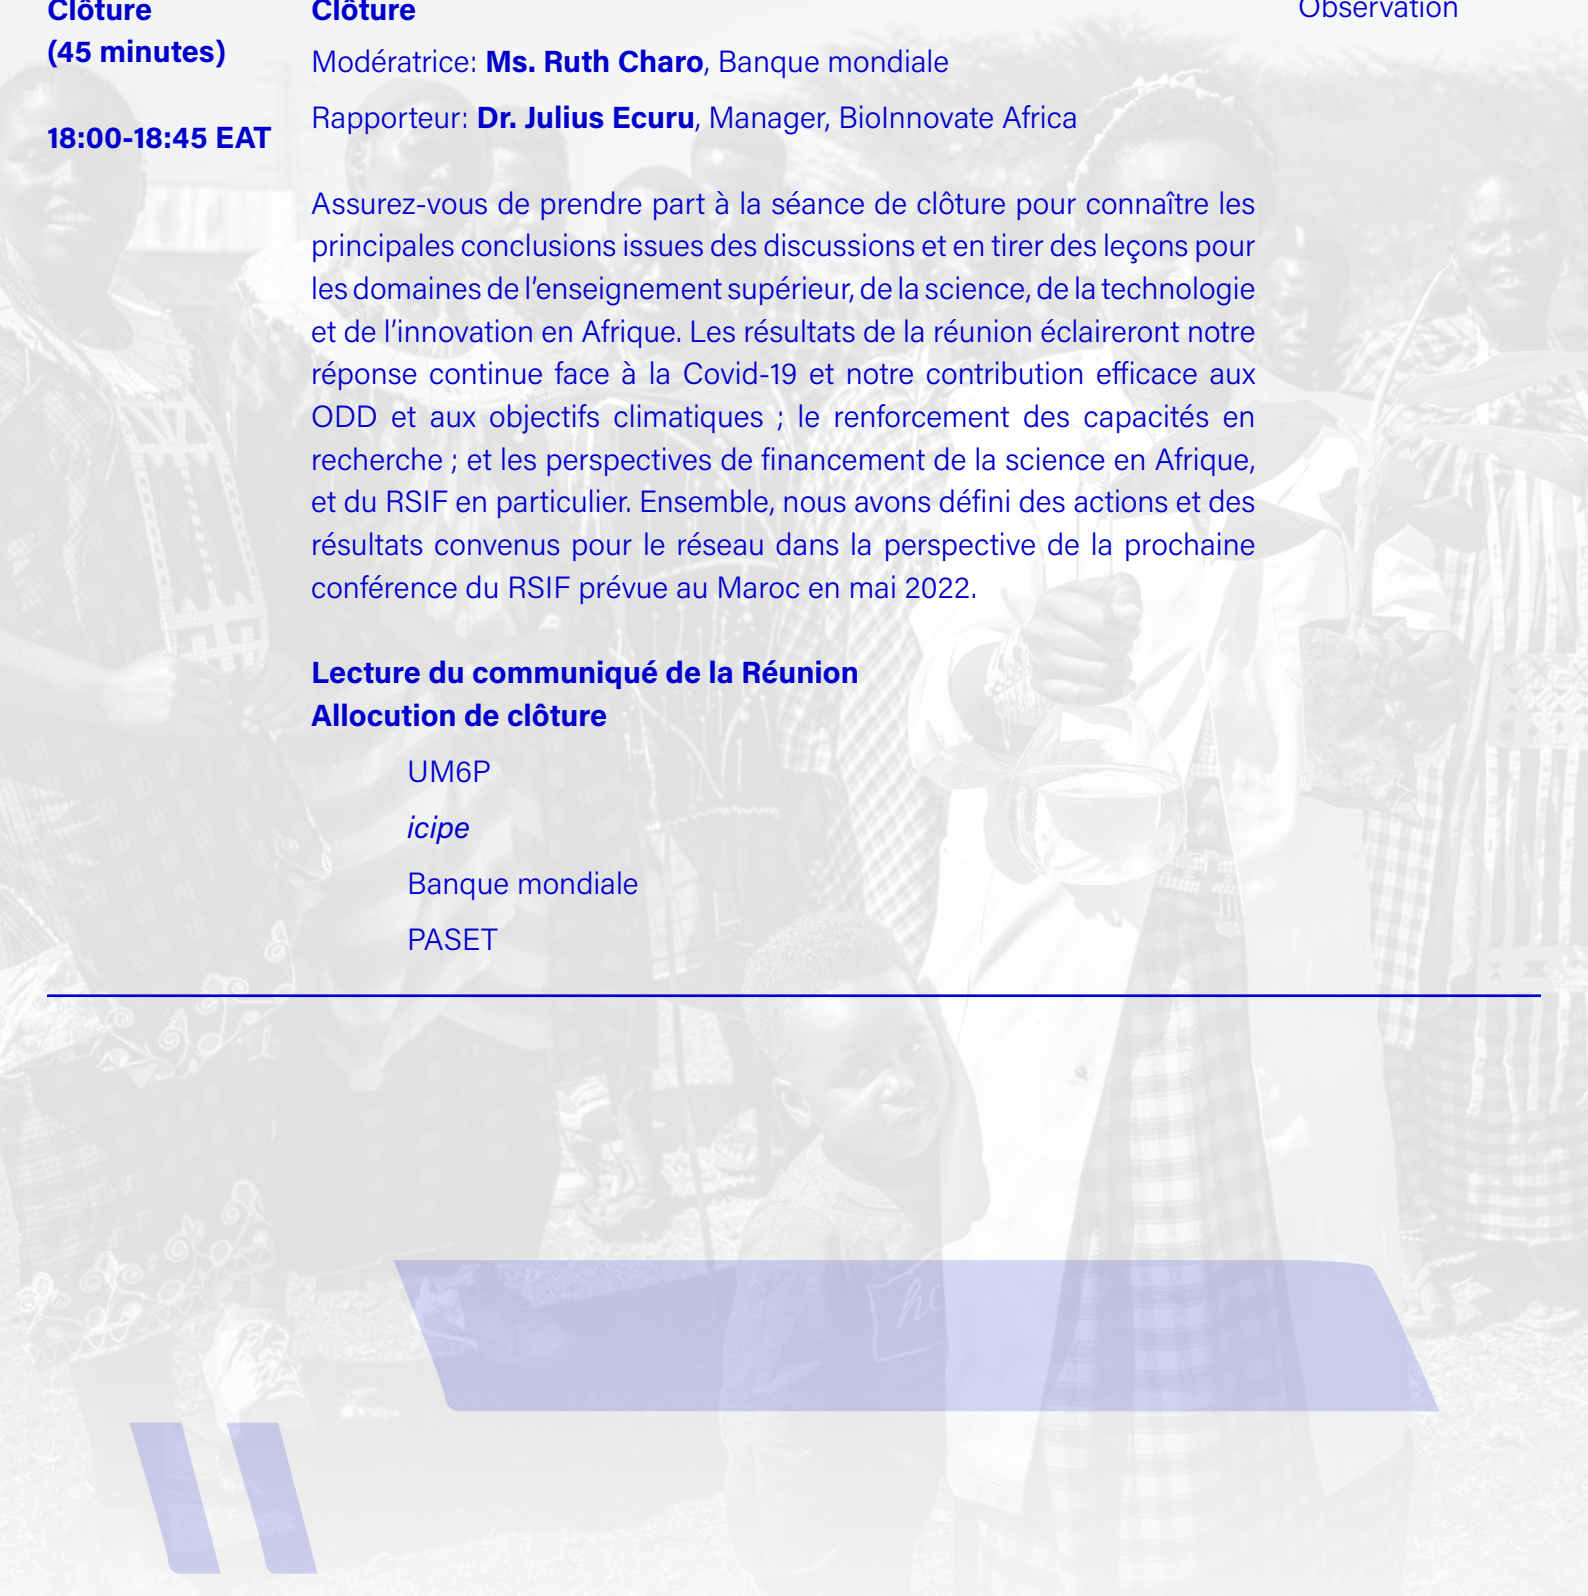 Clôture
(45 minutes)
18:00-18:45 EAT
Clôture
Modératrice: Ms. Ruth Charo, Banque mondiale
Rapporteur: Dr. Julius Ecuru, Manager, BioInnovate Africa
Assurez-vous de prendre part à la séance de clôture pour connaître les
principales conclusions issues des discussions et en tirer des leçons pour
les domaines de l’enseignement supérieur, de la science, de la technologie
et de l’innovation en Afrique. Les résultats de la réunion éclaireront notre
réponse continue face à la Covid-19 et notre contribution efficace aux
ODD et aux objectifs climatiques ; le renforcement des capacités en
recherche ; et les perspectives de financement de la science en Afrique,
et du RSIF en particulier. Ensemble, nous avons défini des actions et des
résultats convenus pour le réseau dans la perspective de la prochaine
conférence du RSIF prévue au Maroc en mai 2022.
Lecture du communiqué de la Réunion
Allocution de clôture
UM6P
icipe
Banque mondiale
PASET
Observation